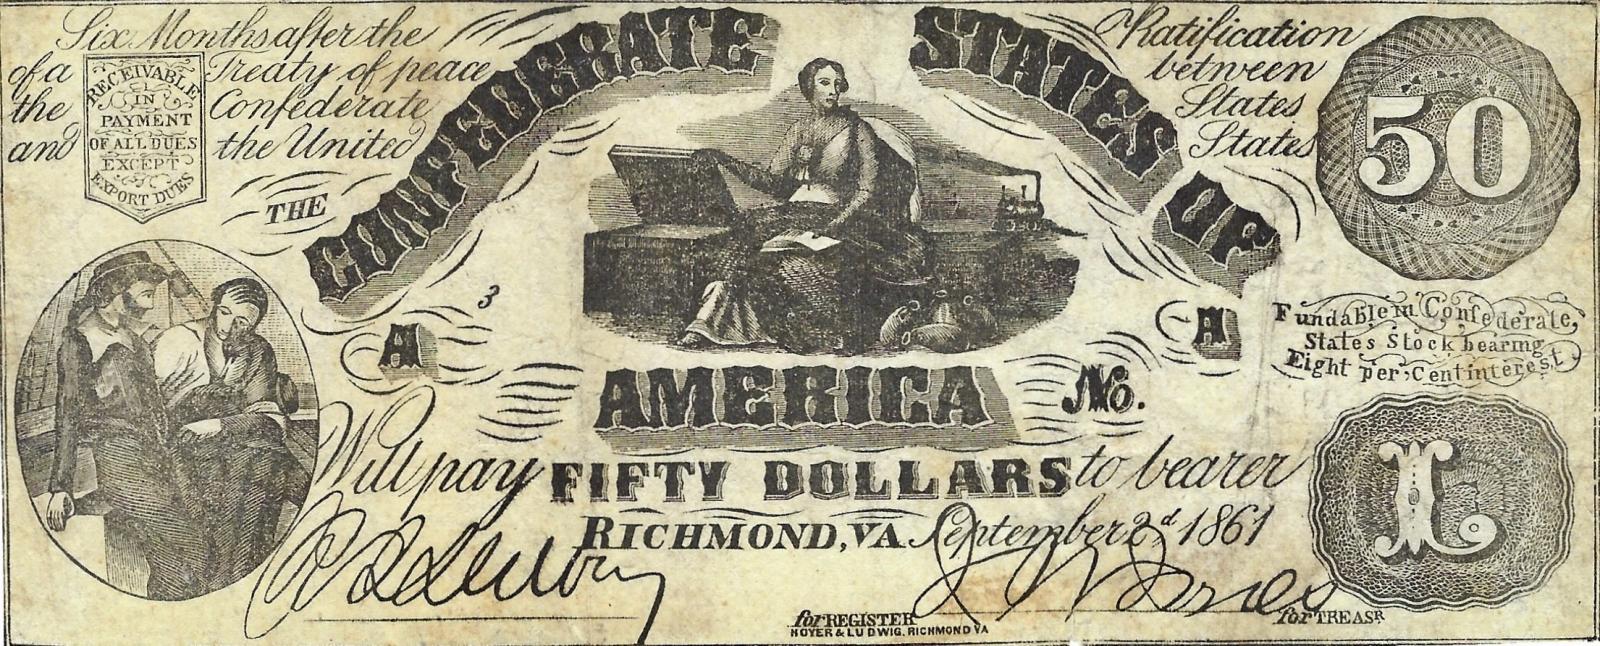 Six Months after the Ratification
of a Treaty of peace between
the Confederate States
and the United States
RECEIVABLE
IN
PAYMENT
OF ALL DUES
EXCEPT
EXPORT DUES
THE
CONFEDERATE STATES OF
AMERICA
50
3
A
A
No.
Fundable in Confederate,
States Stock bearing
Eight per, Cent interest.
Will pay FIFTY DOLLARS to bearer
RICHMOND, VA. September 2d 1861
L
for REGISTER
for TREASR
HOYER & LUDWIG. RICHMOND VA